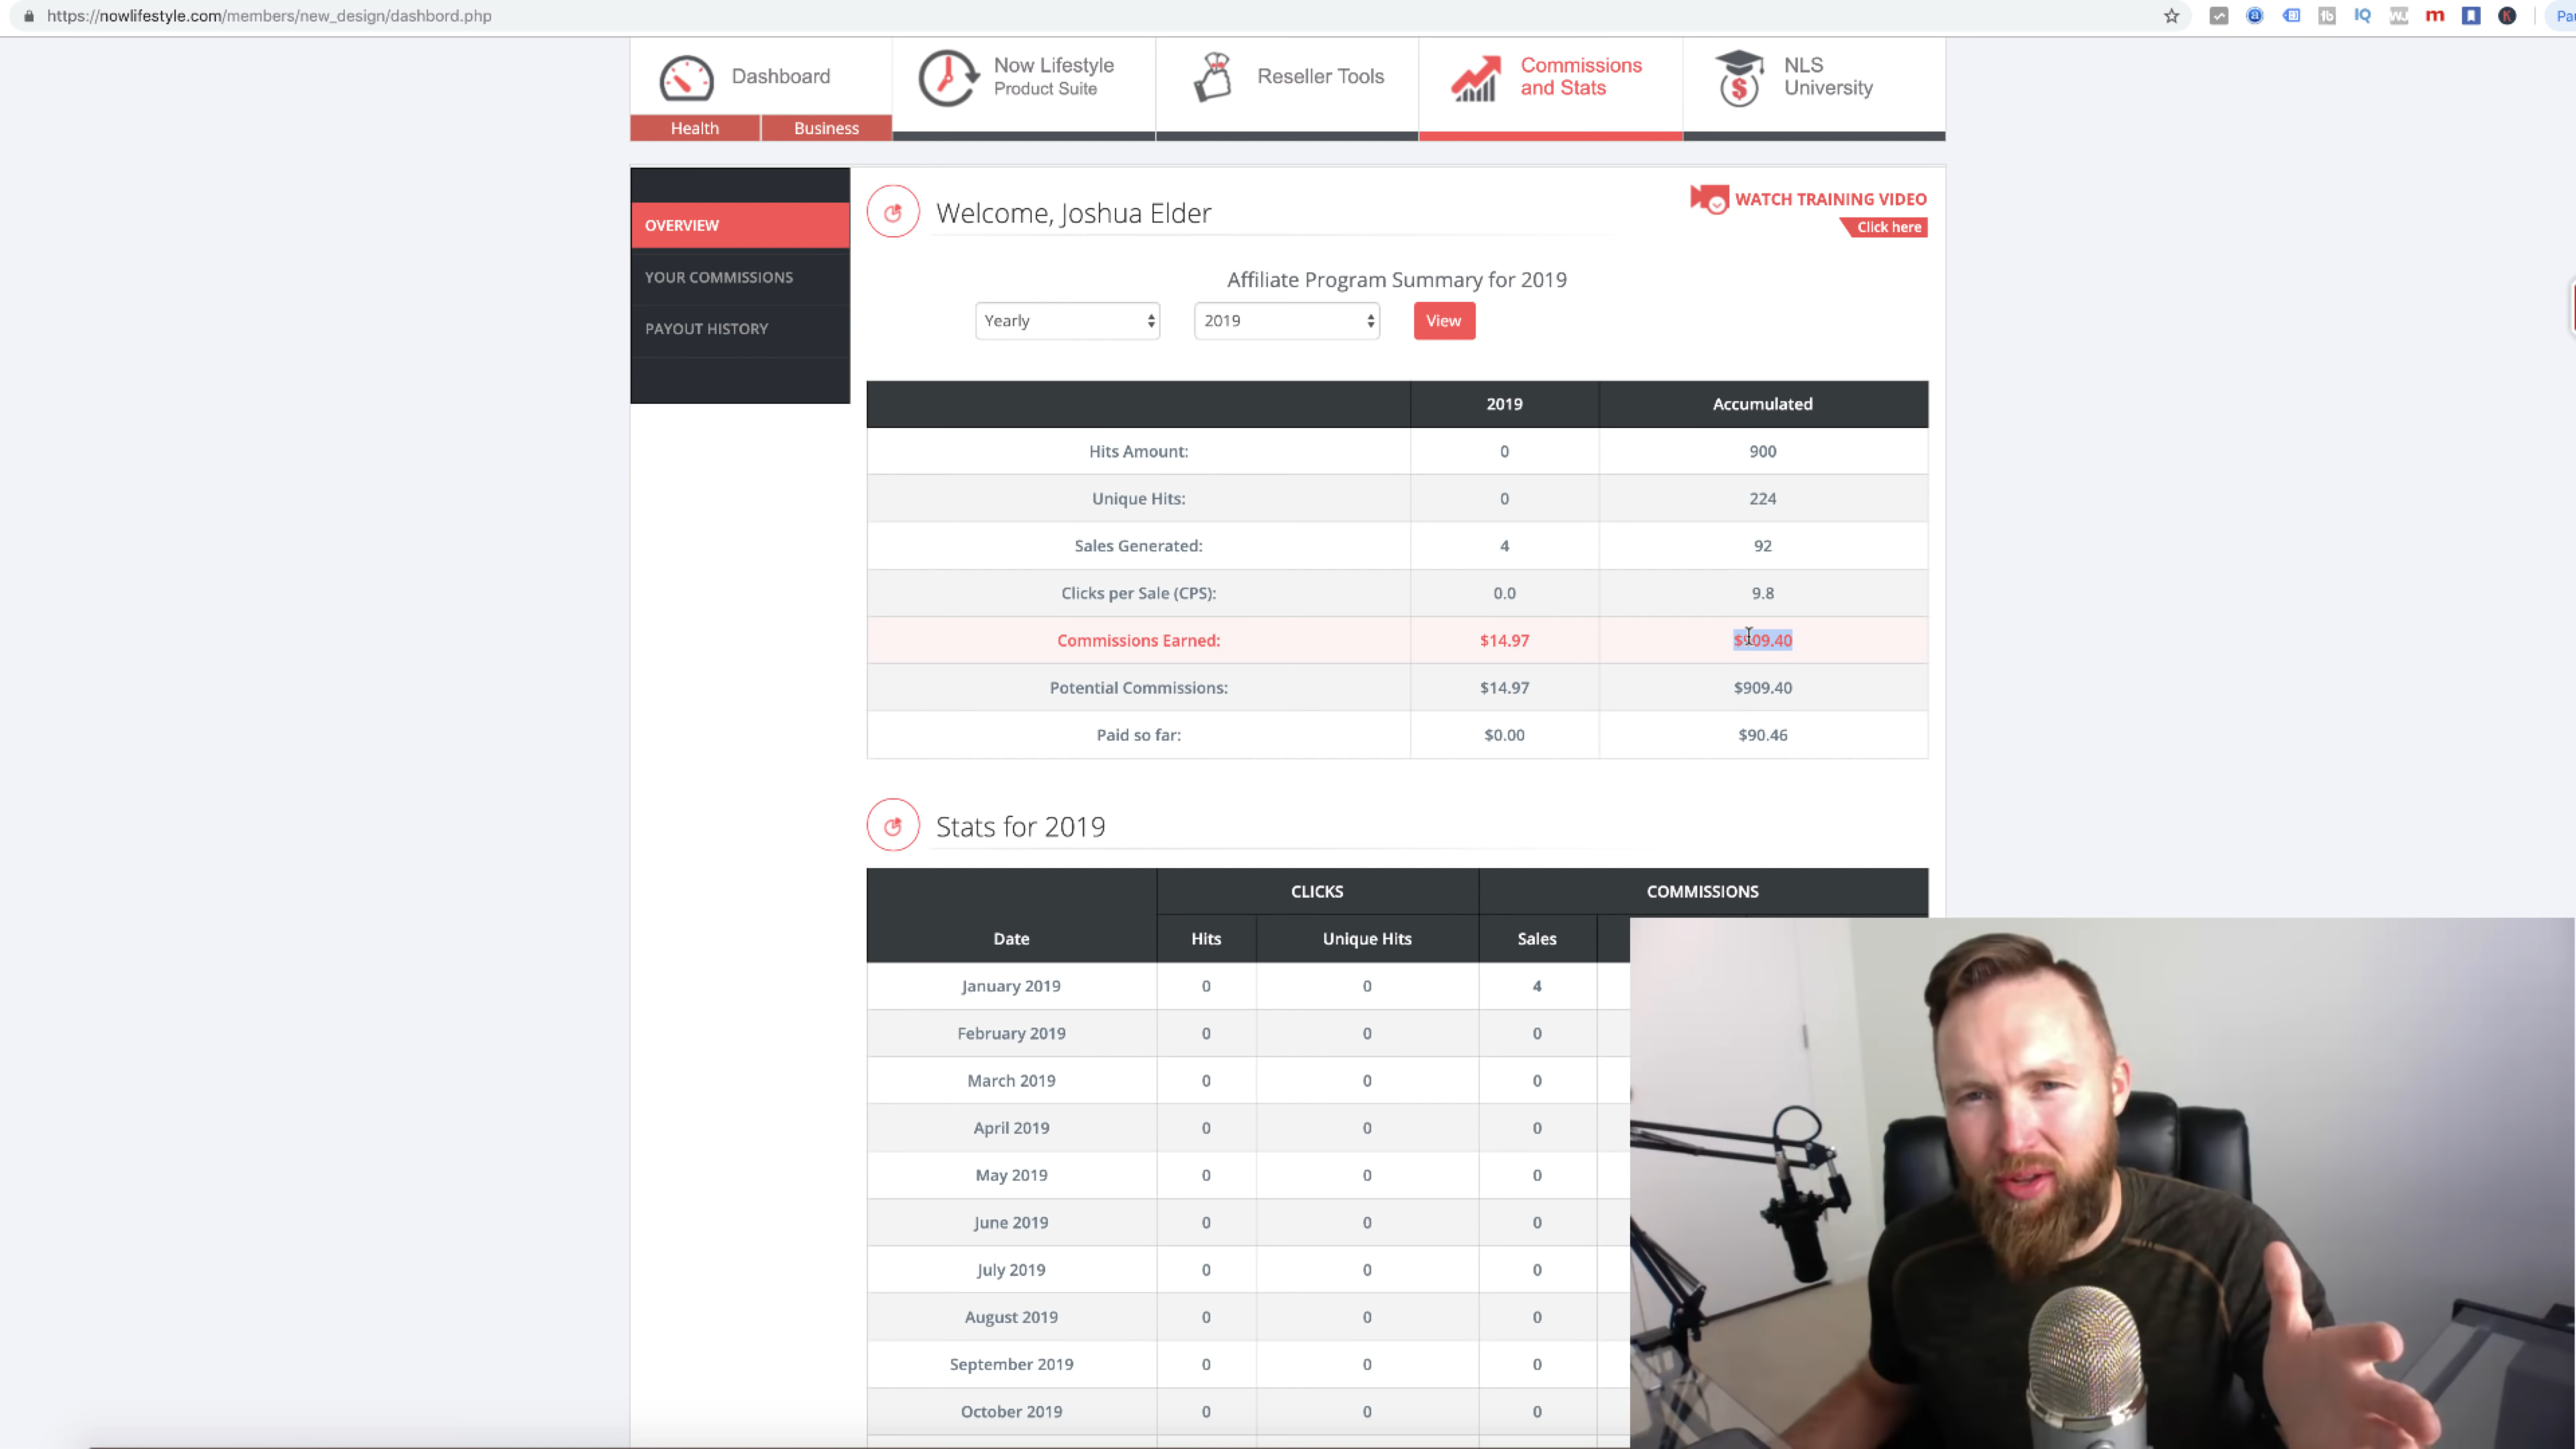 https://nowlifestyle.com/members/new_design/dashbord.php
Dashboard
Health Business
Now Lifestyle
Product Suite
Reseller Tools
Commissions
and Stats
NLS
University
OVERVIEW
YOUR COMMISSIONS
PAYOUT HISTORY
Welcome, Joshua Elder
WATCH TRAINING VIDEO
Click here
Affiliate Program Summary for 2019
Yearly 2019 View
2019 Accumulated
Hits Amount: 0 900
Unique Hits: 0 224
Sales Generated: 4 92
Clicks per Sale (CPS): 0.0 9.8
Commissions Earned: $14.97 $909.40
Potential Commissions: $14.97 $909.40
Paid so far: $0.00 $90.46
Stats for 2019
CLICKS COMMISSIONS
Date Hits Unique Hits Sales
January 2019 0 0 4
February 2019 0 0 0
March 2019 0 0 0
April 2019 0 0 0
May 2019 0 0 0
June 2019 0 0 0
July 2019 0 0 0
August 2019 0 0 0
September 2019 0 0 0
October 2019 0 0 0